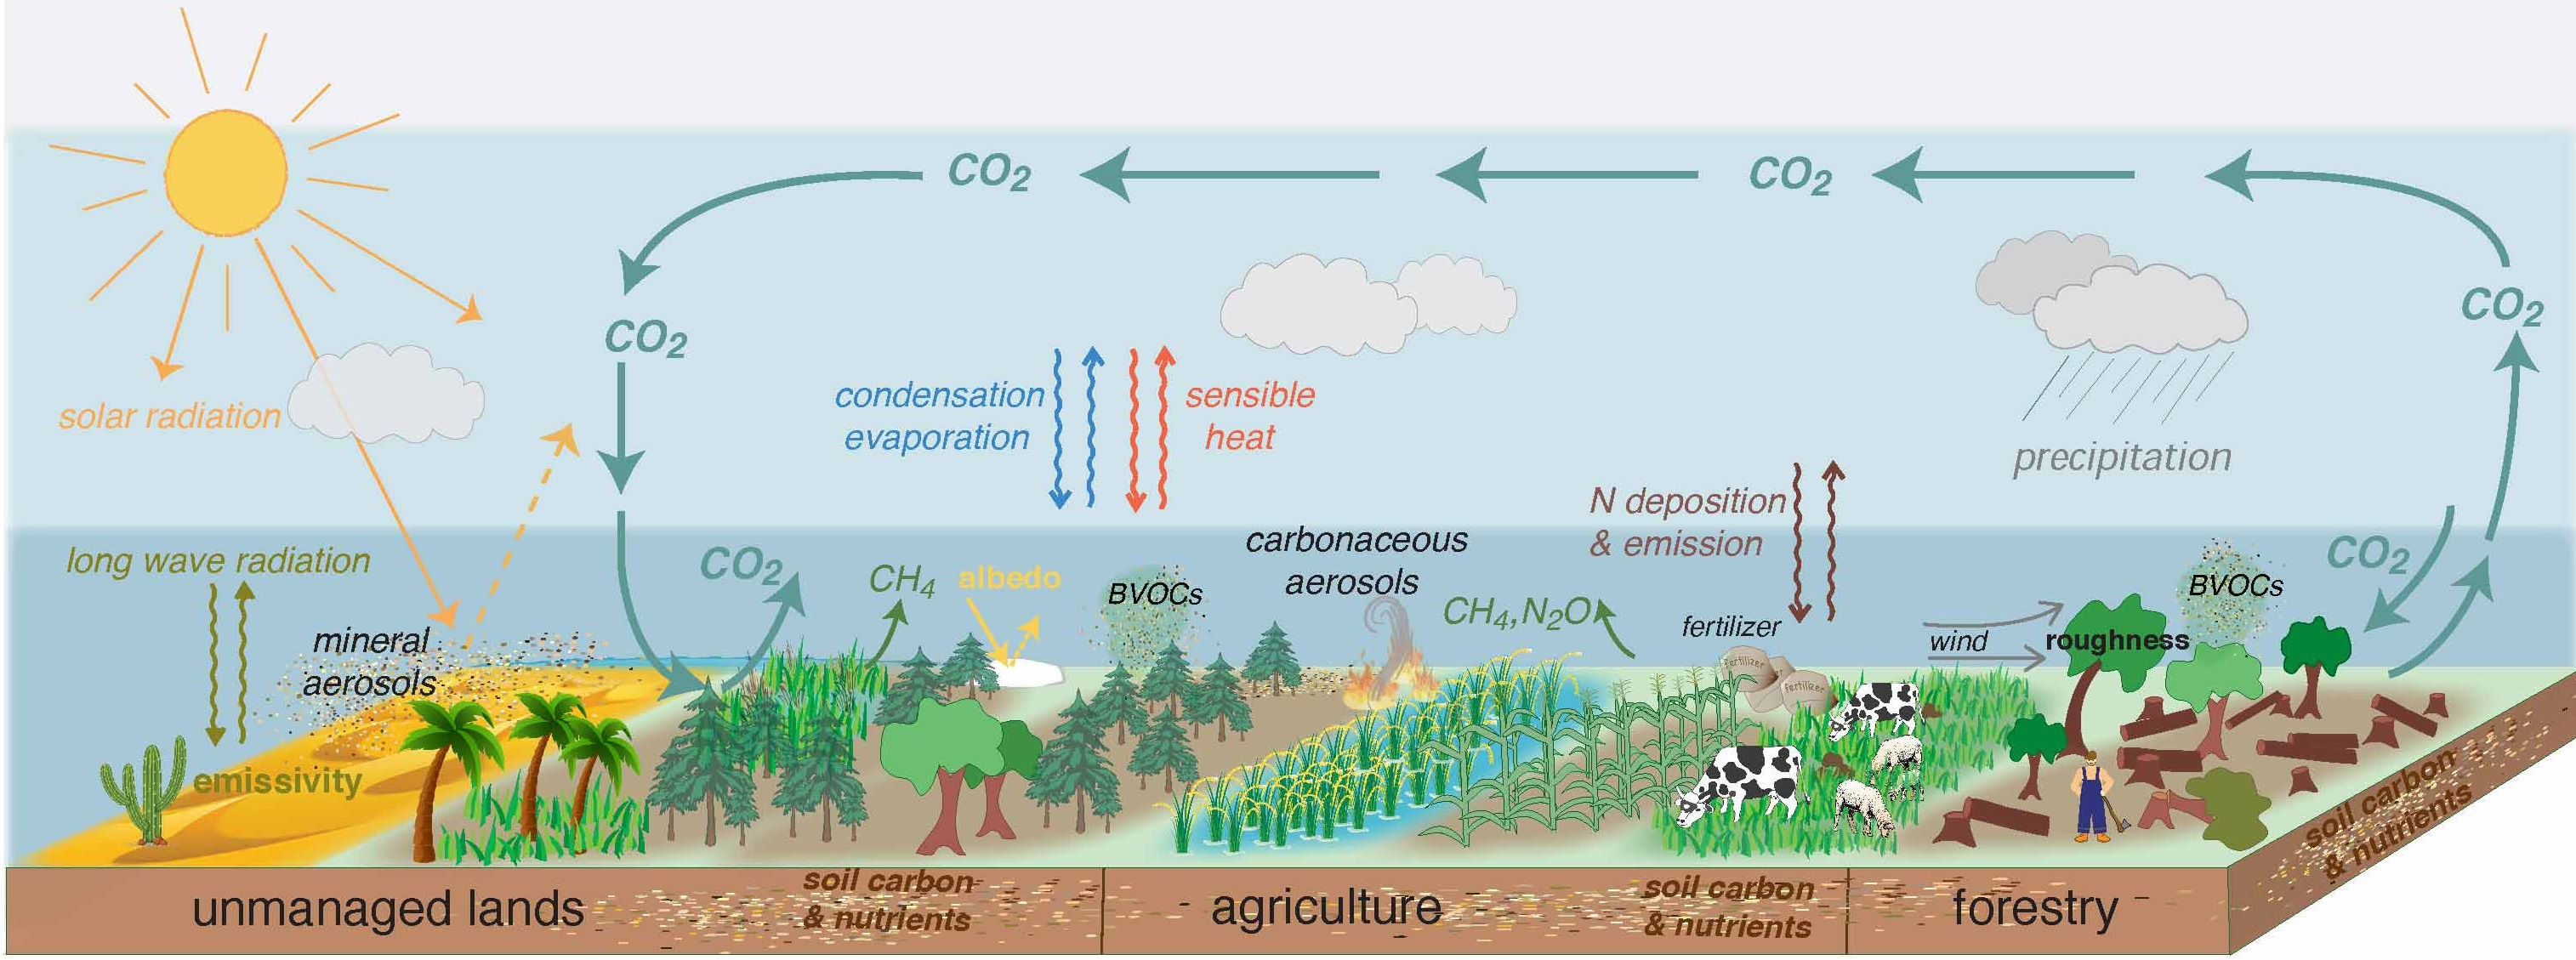 CO2
CO2
CO2
CO2
solar radiation
condensation
evaporation
sensible
heat
precipitation
N deposition
& emission
long wave radiation
CO2
CH4
albedo
BVOCs
carbonaceous
aerosols
CH4,N2O
fertilizer
CO2
BVOCs
mineral
aerosols
wind
roughness
fertilizer
fertilizer
emissivity
soil carbon
& nutrients
unmanaged lands
soil carbon
& nutrients
agriculture
soil carbon
& nutrients
forestry